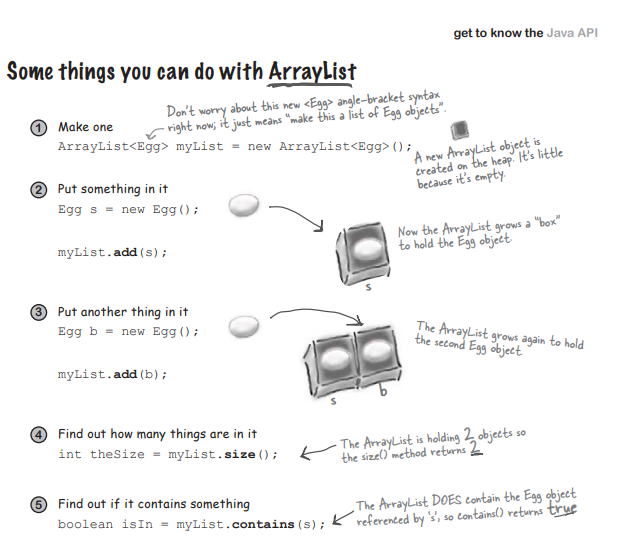 get to know the Java API
Some things you can do with ArrayList
Don't worry about this new <Egg> angle-bracket syntax
right now; it just means "make this a list of Egg objects".
1 Make one
ArrayList<Egg> myList = new ArrayList<Egg>();
A new ArrayList object is
created on the heap. It's little
because it's empty.
2 Put something in it
Egg s = new Egg();
myList.add(s);
Now the ArrayList grows a "box"
to hold the Egg object.
s
3 Put another thing in it
Egg b = new Egg();
myList.add(b);
The ArrayList grows again to hold
the second Egg object.
s
b
4 Find out how many things are in it
int theSize = myList.size();
The ArrayList is holding 2 objects so
the size() method returns 2
5 Find out if it contains something
boolean isIn = myList.contains(s);
The ArrayList DOES contain the Egg object
referenced by 's', so contains() returns true